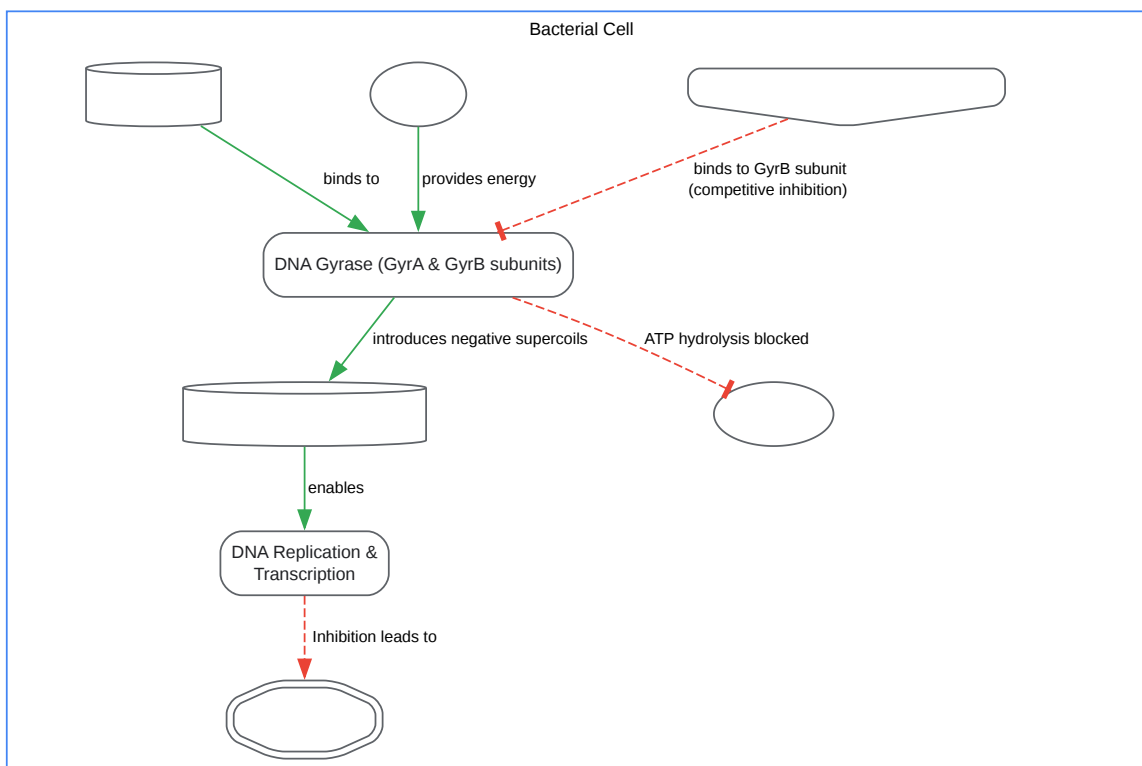 Bacterial Cell
binds to
provides energy
binds to GyrB subunit
(competitive inhibition)
DNA Gyrase (GyrA & GyrB subunits)
introduces negative supercoils
ATP hydrolysis blocked
enables
DNA Replication &
Transcription
Inhibition leads to